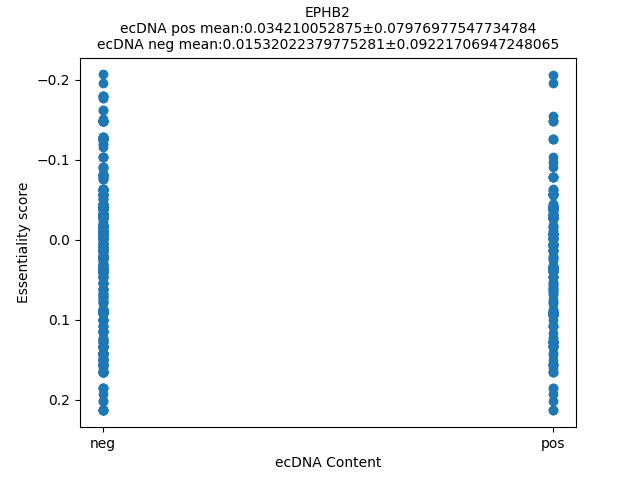 EPHB2
ecDNA pos mean:0.034210052875±0.07976977547734784
ecDNA neg mean:0.01532022379775281±0.09221706947248065
−0.2
−0.1
0.0
0.1
0.2
Essentiality score
neg
pos
ecDNA Content